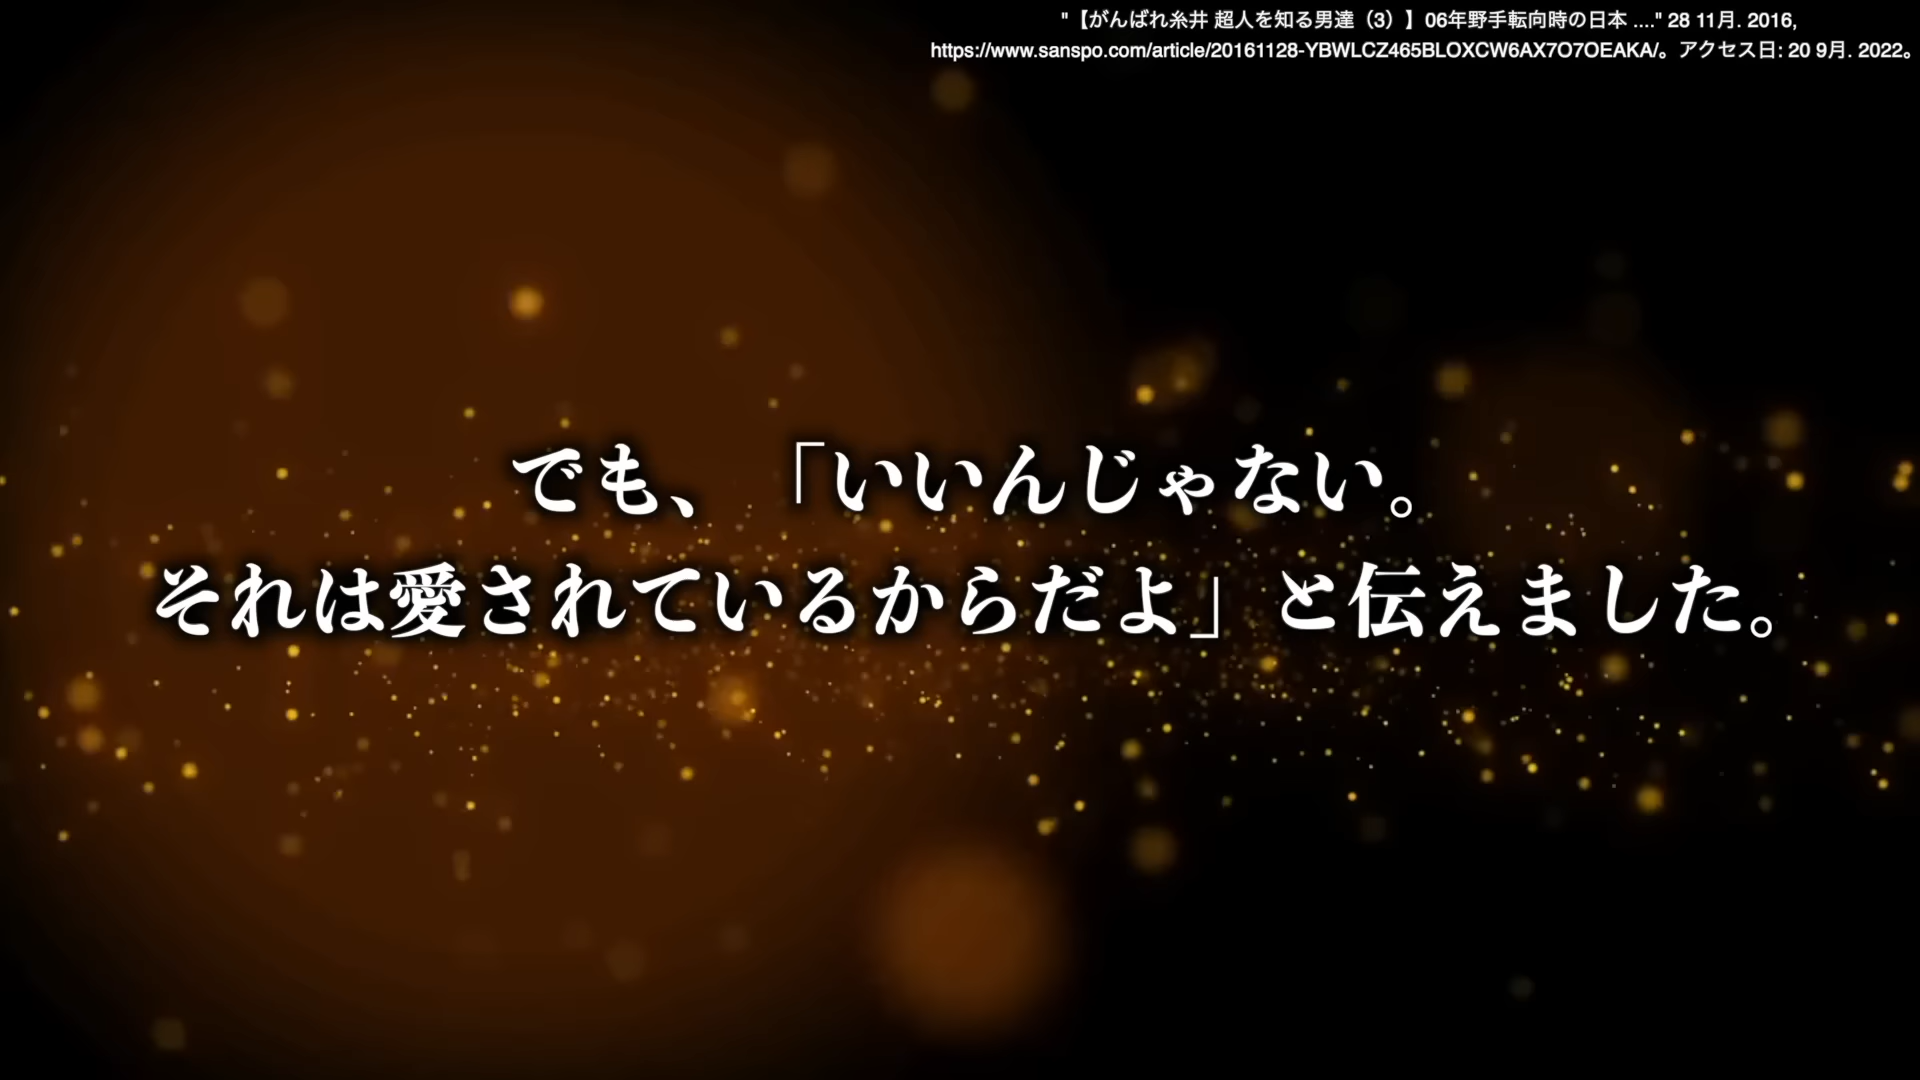 "【がんばれ糸井 超人を知る男達（3）】06年野手転向時の日本 ...." 28 11月. 2016,
https://www.sanspo.com/article/20161128-YBWLCZ465BLOXCW6AX7O7OEAKA/。アクセス日: 20 9月. 2022。
でも、「いいんじゃない。
それは愛されているからだよ」と伝えました。